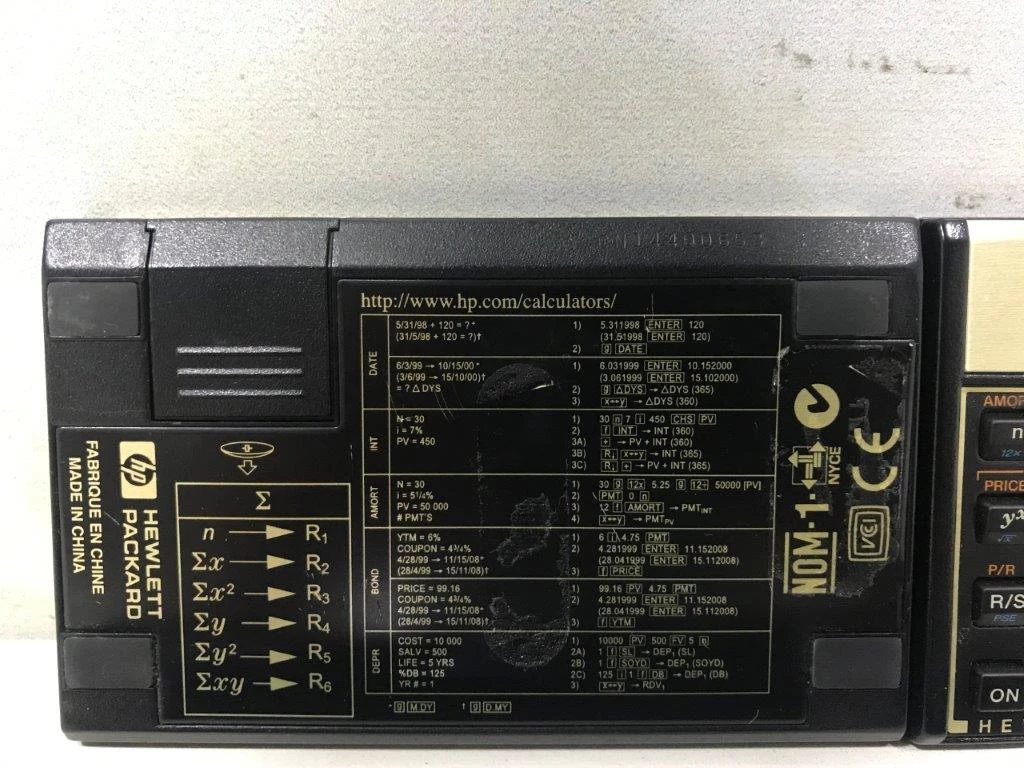 N14400653
http://www.hp.com/calculators/
DATE
5/31/98 + 120 = ?*
(31/5/98 + 120 = ?)†
1) 5.311998 ENTER 120
(31.51998 ENTER 120)
2) g DATE
6/3/99 → 10/15/00*
(3/6/99 → 15/10/00)†
= ? Δ DYS
1) 6.031999 ENTER 10.152000
(3.061999 ENTER 15.102000)
2) g ΔDYS → ΔDYS (365)
3) x↔y → ΔDYS (360)
INT
N = 30
i = 7%
PV = 450
1) 30 n 7 i 450 CHS PV
2) f INT → INT (360)
3A) + → PV + INT (360)
3B) R↓ x↔y → INT (365)
3C) R↓ + → PV + INT (365)
AMORT
N = 30
i = 5¼%
PV = 50 000
# PMT'S
1) 30 g 12x 5.25 g 12÷ 50000 [PV]
2) PMT 0 n
3) 12 f AMORT → PMT INT
4) x↔y → PMT PV
BOND
YTM = 6%
COUPON = 4¾%
4/28/99 → 11/15/08*
(28/4/99 → 15/11/08)†
1) 6 i 4.75 PMT
2) 4.281999 ENTER 11.152008
(28.041999 ENTER 15.112008)
3) f PRICE
PRICE = 99.16
COUPON = 4¾%
4/28/99 → 11/15/08*
(28/4/99 → 15/11/08)†
1) 99.16 PV 4.75 PMT
2) 4.281999 ENTER 11.152008
(28.041999 ENTER 15.112008)
3) f YTM
DEPR
COST = 10 000
SALV = 500
LIFE = 5 YRS
%DB = 125
YR # = 1
1) 10000 PV 500 FV 5 n
2A) 1 f SL → DEP₁ (SL)
2B) 1 f SOYD → DEP₁ (SOYD)
2C) 125 i 1 f DB → DEP₁ (DB)
3) x↔y → RDV₁
* g M.DY † g D.MY
hp HEWLETT
PACKARD
FABRIQUE EN CHINE
MADE IN CHINA
Σ
n → R₁
Σx → R₂
Σx² → R₃
Σy → R₄
Σy² → R₅
Σxy → R₆
NOM-1-
NYCE
CE
VCI
AMOR
n
12×
PRICE
yx
√x
P/R
R/S
PSE
ON
HE